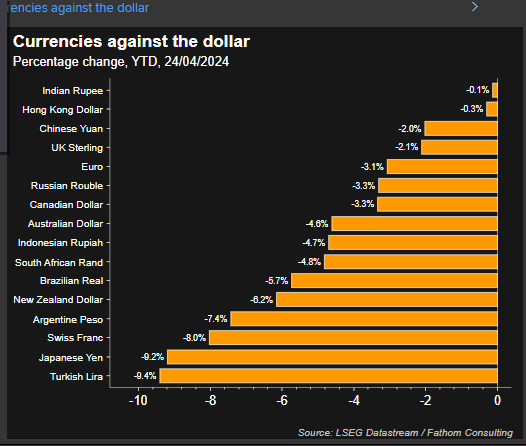 rencies against the dollar
Currencies against the dollar
Percentage change, YTD, 24/04/2024
Indian Rupee -0.1%
Hong Kong Dollar -0.3%
Chinese Yuan -2.0%
UK Sterling -2.1%
Euro -3.1%
Russian Rouble -3.3%
Canadian Dollar -3.3%
Australian Dollar -4.6%
Indonesian Rupiah -4.7%
South African Rand -4.8%
Brazilian Real -5.7%
New Zealand Dollar -6.2%
Argentine Peso -7.4%
Swiss Franc -8.0%
Japanese Yen -9.2%
Turkish Lira -9.4%
-10 -8 -6 -4 -2 0
Source: LSEG Datastream / Fathom Consulting